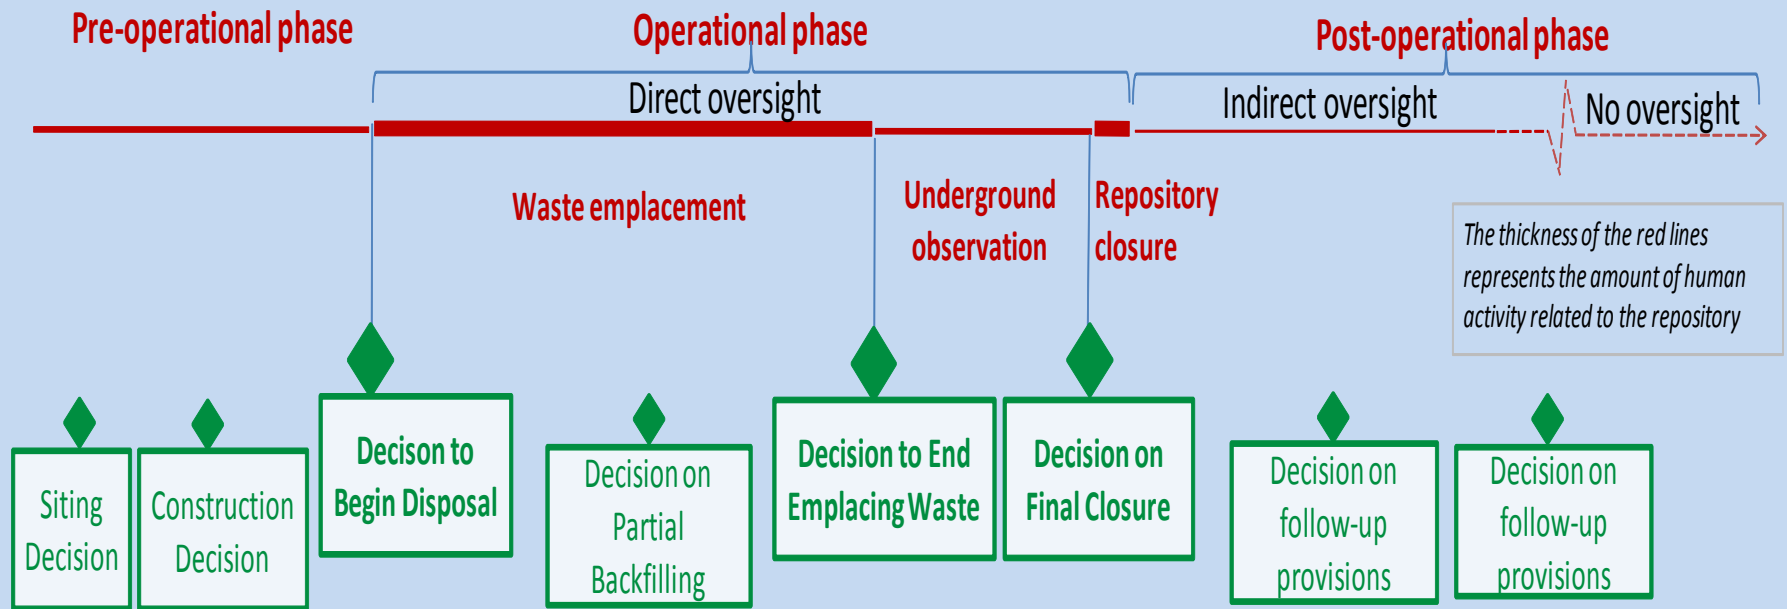 Pre-operational phase
Operational phase
Post-operational phase
Direct oversight
Indirect oversight
No oversight
Waste emplacement
Underground
observation
Repository
closure
The thickness of the red lines
represents the amount of human
activity related to the repository
Siting
Decision
Construction
Decision
Decison to
Begin Disposal
Decision on
Partial
Backfilling
Decision to End
Emplacing Waste
Decision on
Final Closure
Decision on
follow-up
provisions
Decision on
follow-up
provisions